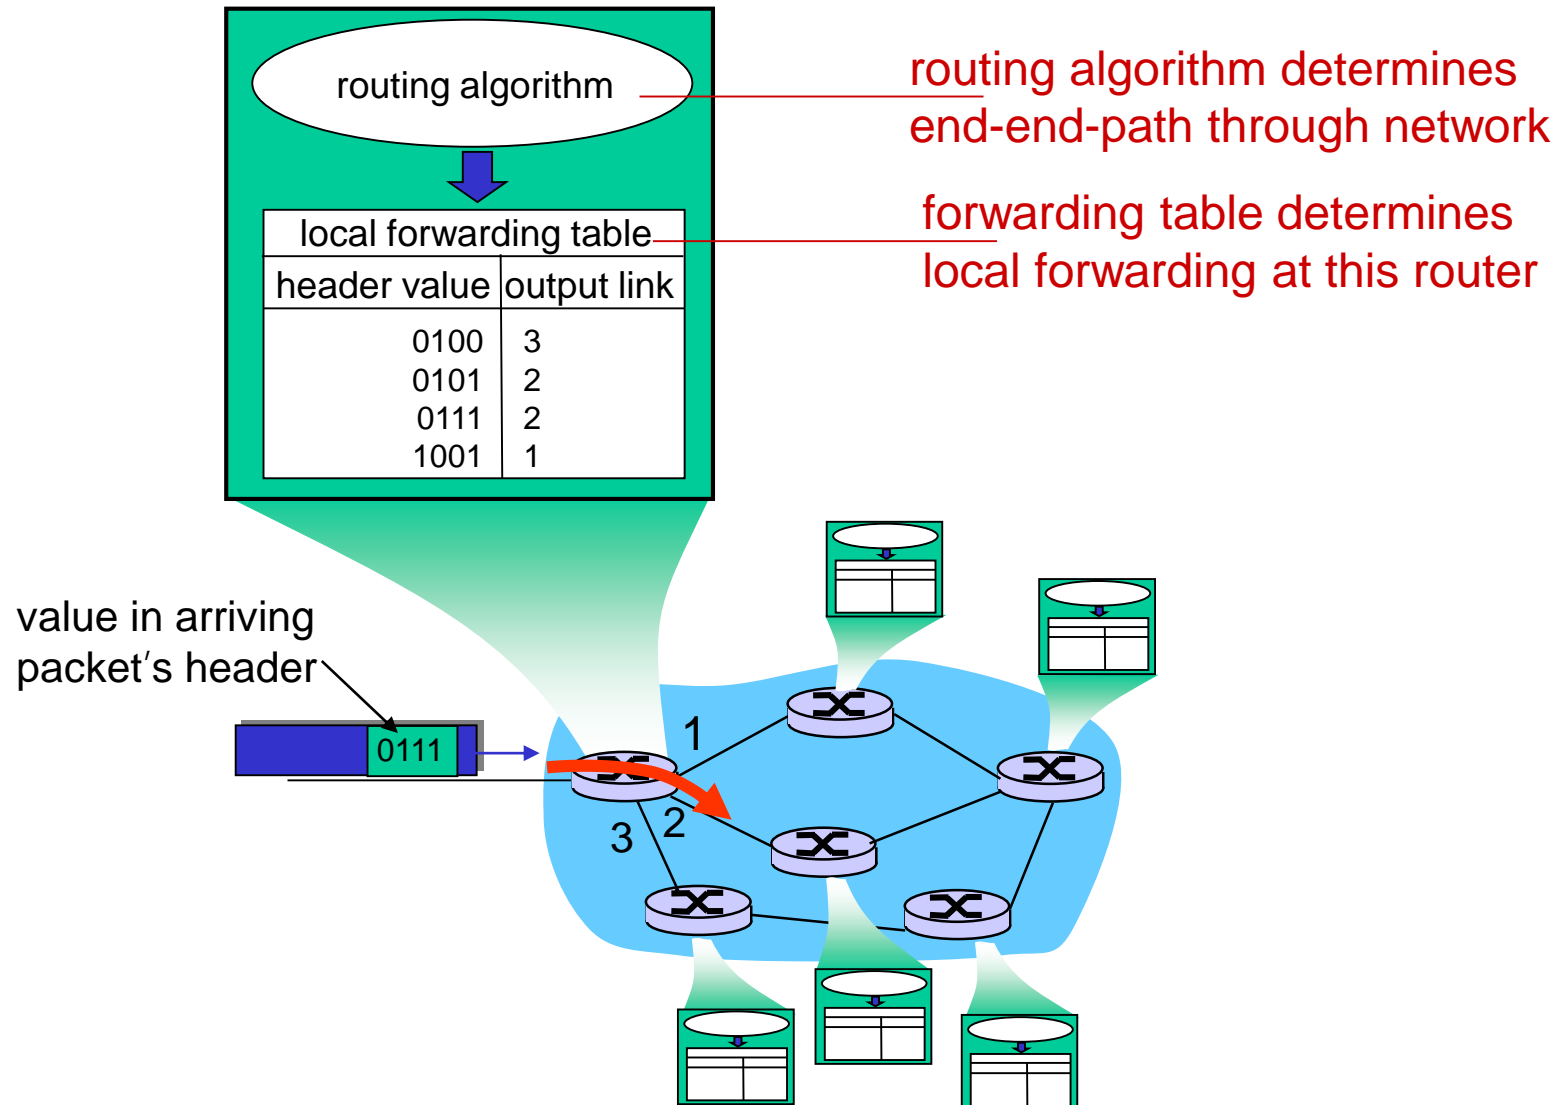 routing algorithm
routing algorithm determines
end-end-path through network
local forwarding table
forwarding table determines
local forwarding at this router
header value output link
0100 3
0101 2
0111 2
1001 1
value in arriving
packet′s header
0111
1
2
3